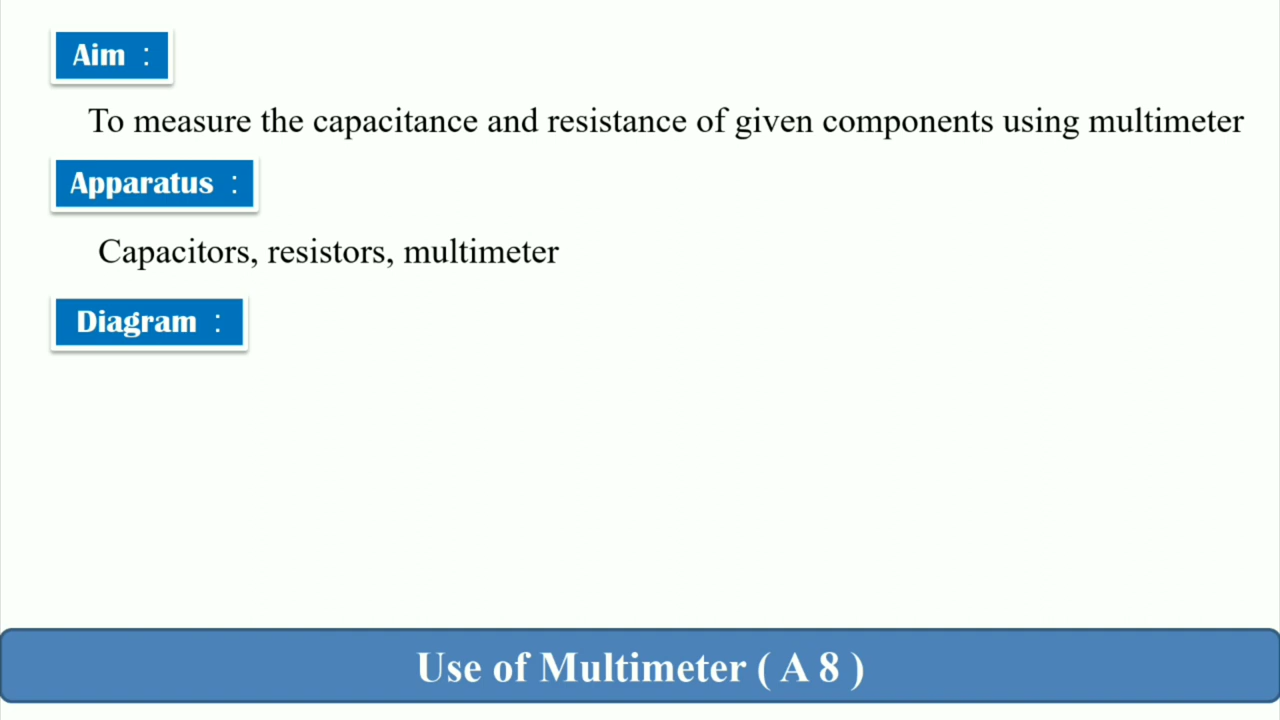 Aim :
To measure the capacitance and resistance of given components using multimeter
Apparatus :
Capacitors, resistors, multimeter
Diagram :
Use of Multimeter ( A 8 )